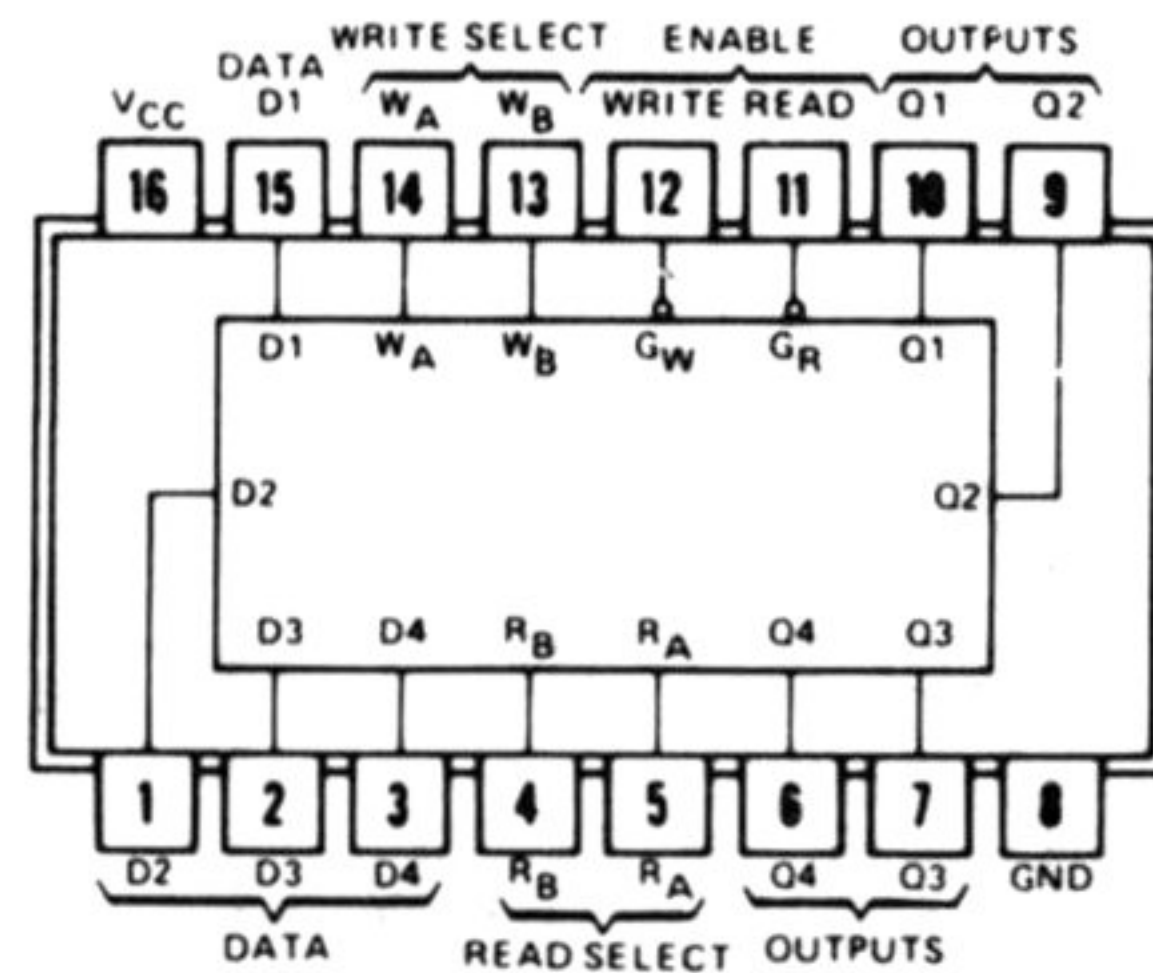 WRITE SELECT ENABLE OUTPUTS
DATA
VCC D1 WA WB WRITE READ Q1 Q2
16 15 14 13 12 11 10 9
D1 WA WB GW GR Q1
D2 Q2
D3 D4 RB RA Q4 Q3
1 2 3 4 5 6 7 8
D2 D3 D4 RB RA Q4 Q3 GND
DATA READ SELECT OUTPUTS